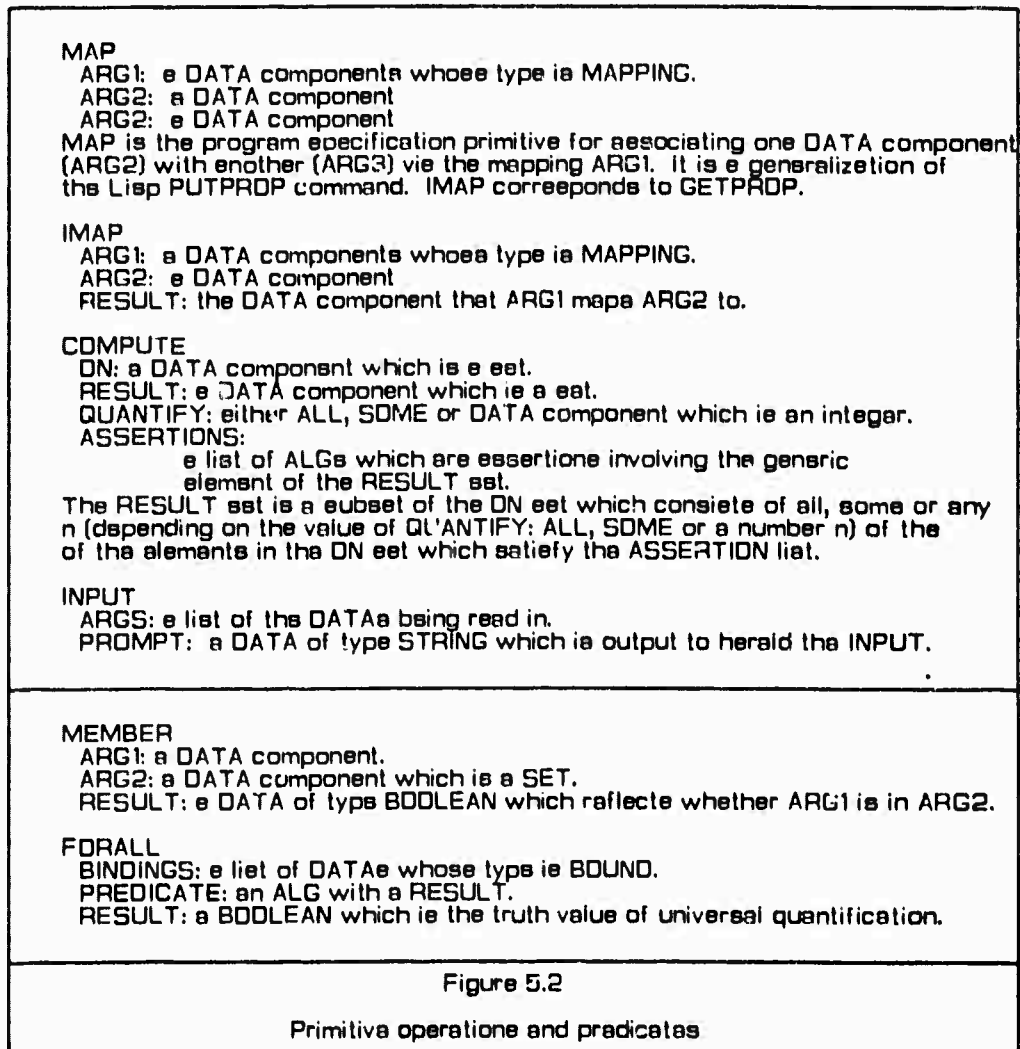 MAP
ARG1: a DATA components whose type is MAPPING.
ARG2: a DATA component
ARG2: a DATA component
MAP is the program specification primitive for associating one DATA component
(ARG2) with another (ARG3) via the mapping ARG1. It is a generalization of
the Lisp PUTPROP command. IMAP corresponds to GETPROP.
IMAP
ARG1: a DATA components whose type is MAPPING.
ARG2: a DATA component
RESULT: the DATA component that ARG1 maps ARG2 to.
COMPUTE
ON: a DATA component which is a set.
RESULT: a DATA component which is a set.
QUANTIFY: either ALL, SOME or DATA component which is an integer.
ASSERTIONS:
a list of ALGs which are assertions involving the generic
element of the RESULT set.
The RESULT set is a subset of the ON set which consists of all, some or any
n (depending on the value of QUANTIFY: ALL, SOME or a number n) of the
of the elements in the ON set which satisfy the ASSERTION list.
INPUT
ARGS: a list of the DATAs being read in.
PROMPT: a DATA of type STRING which is output to herald the INPUT.
MEMBER
ARG1: a DATA component.
ARG2: a DATA component which is a SET.
RESULT: a DATA of type BOOLEAN which reflects whether ARG1 is in ARG2.
FORALL
BINDINGS: a list of DATAs whose type is BOUND.
PREDICATE: an ALG with a RESULT.
RESULT: a BOOLEAN which is the truth value of universal quantification.
Figure 5.2
Primitive operations and predicates